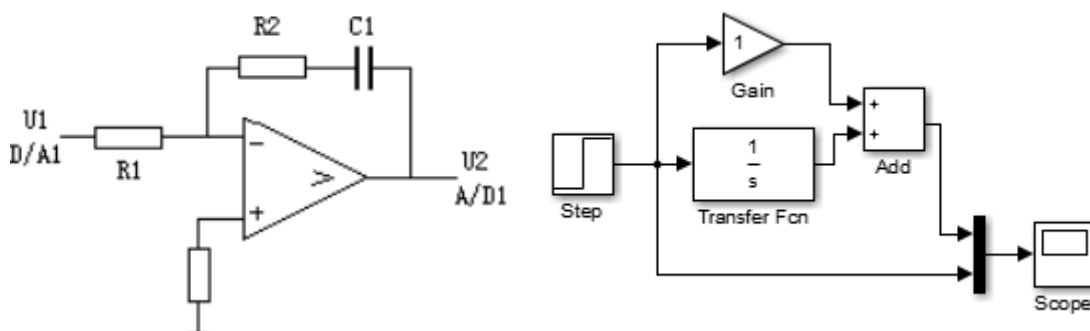 R2
C1
U1
D/A1
R1
−
+
>
U2
A/D1
Step
1
Gain
1
s
Transfer Fcn
+
+
Add
Scope